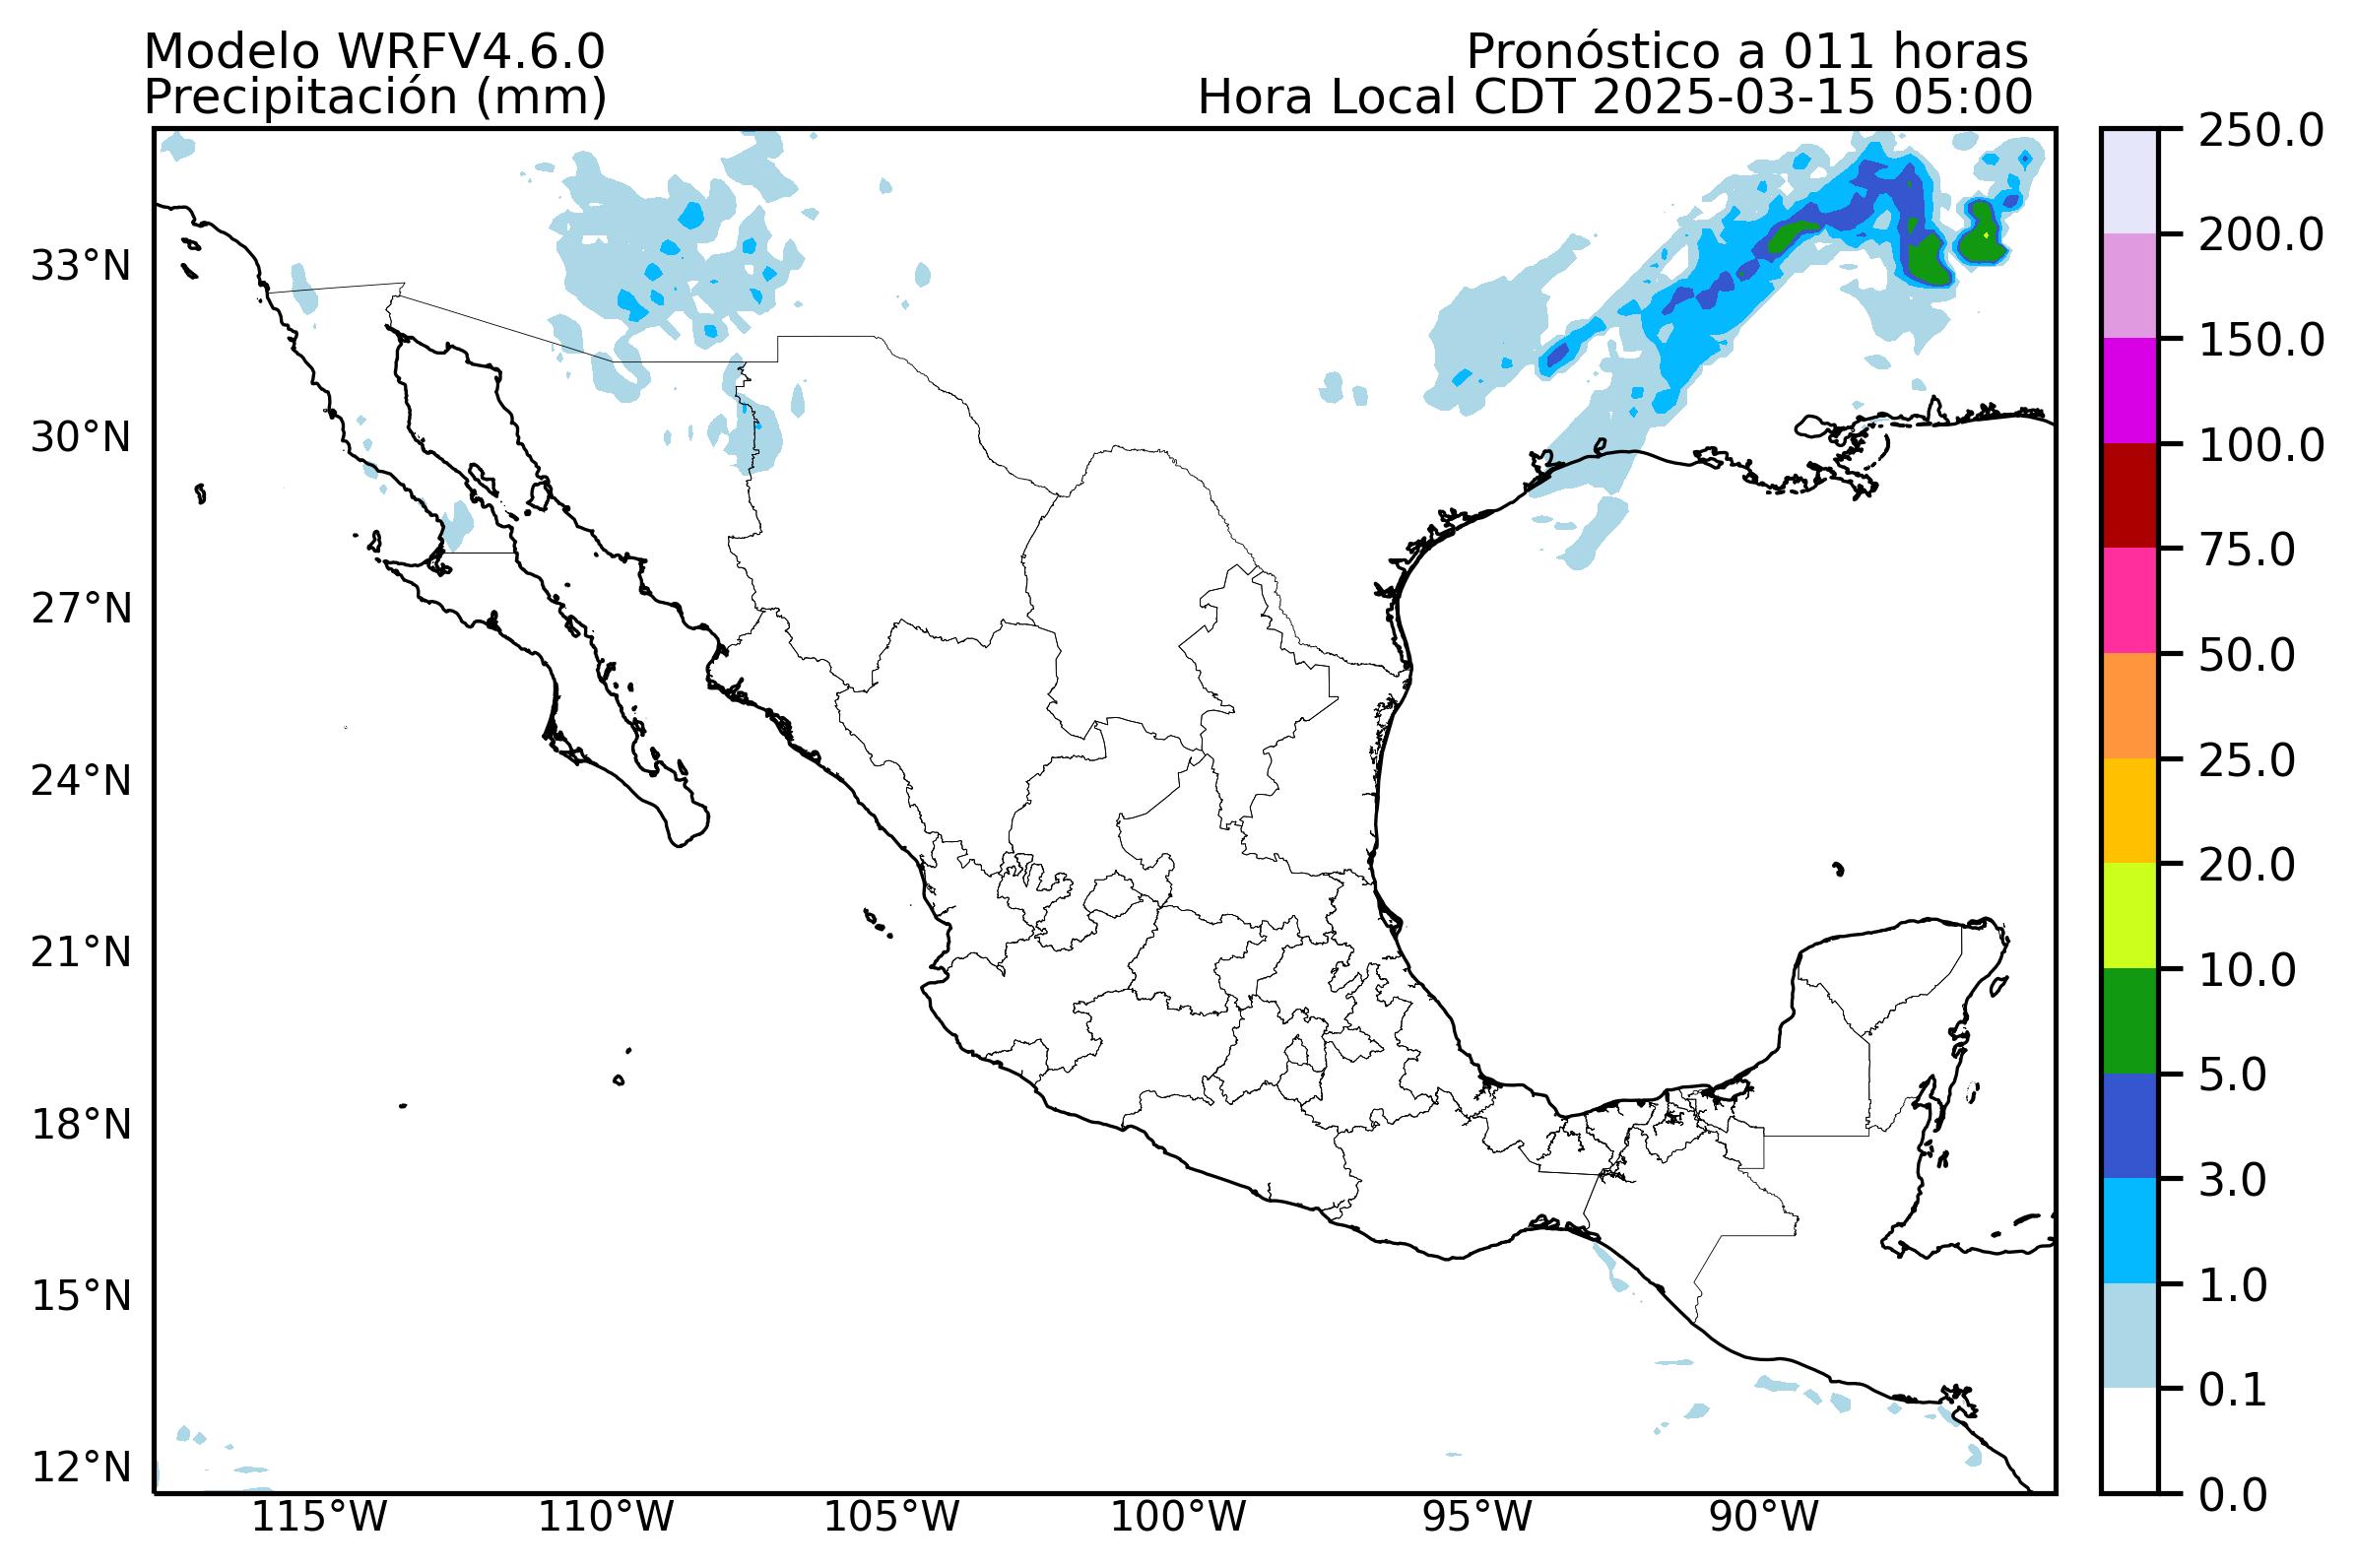 Modelo WRFV4.6.0
Pronóstico a 011 horas
Precipitación (mm)
Hora Local CDT 2025-03-15 05:00
33°N
30°N
27°N
24°N
21°N
18°N
15°N
12°N
115°W
110°W
105°W
100°W
95°W
90°W
250.0
200.0
150.0
100.0
75.0
50.0
25.0
20.0
10.0
5.0
3.0
1.0
0.1
0.0